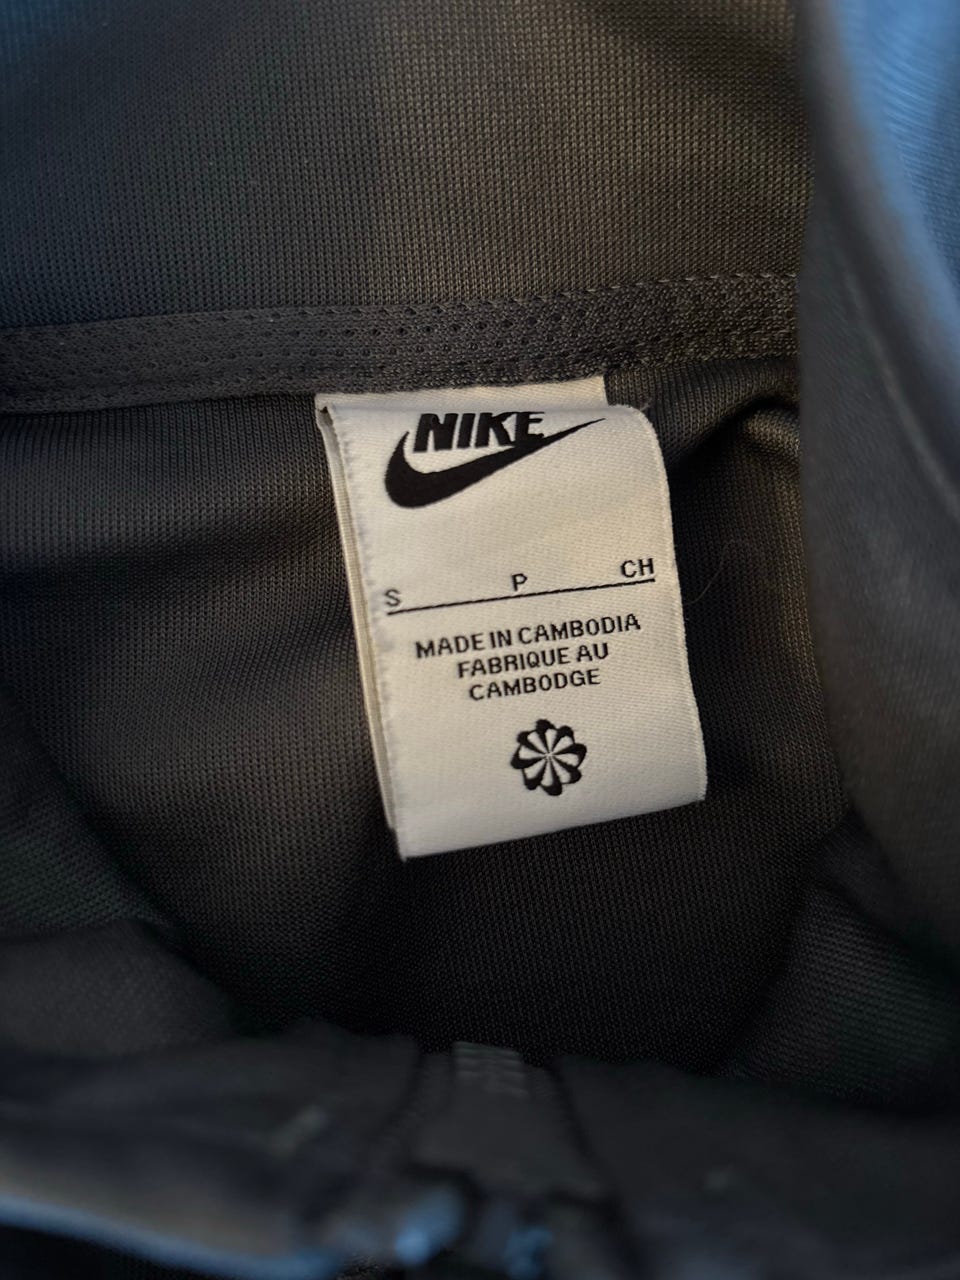 NIKE
S P CH
MADE IN CAMBODIA
FABRIQUE AU
CAMBODGE